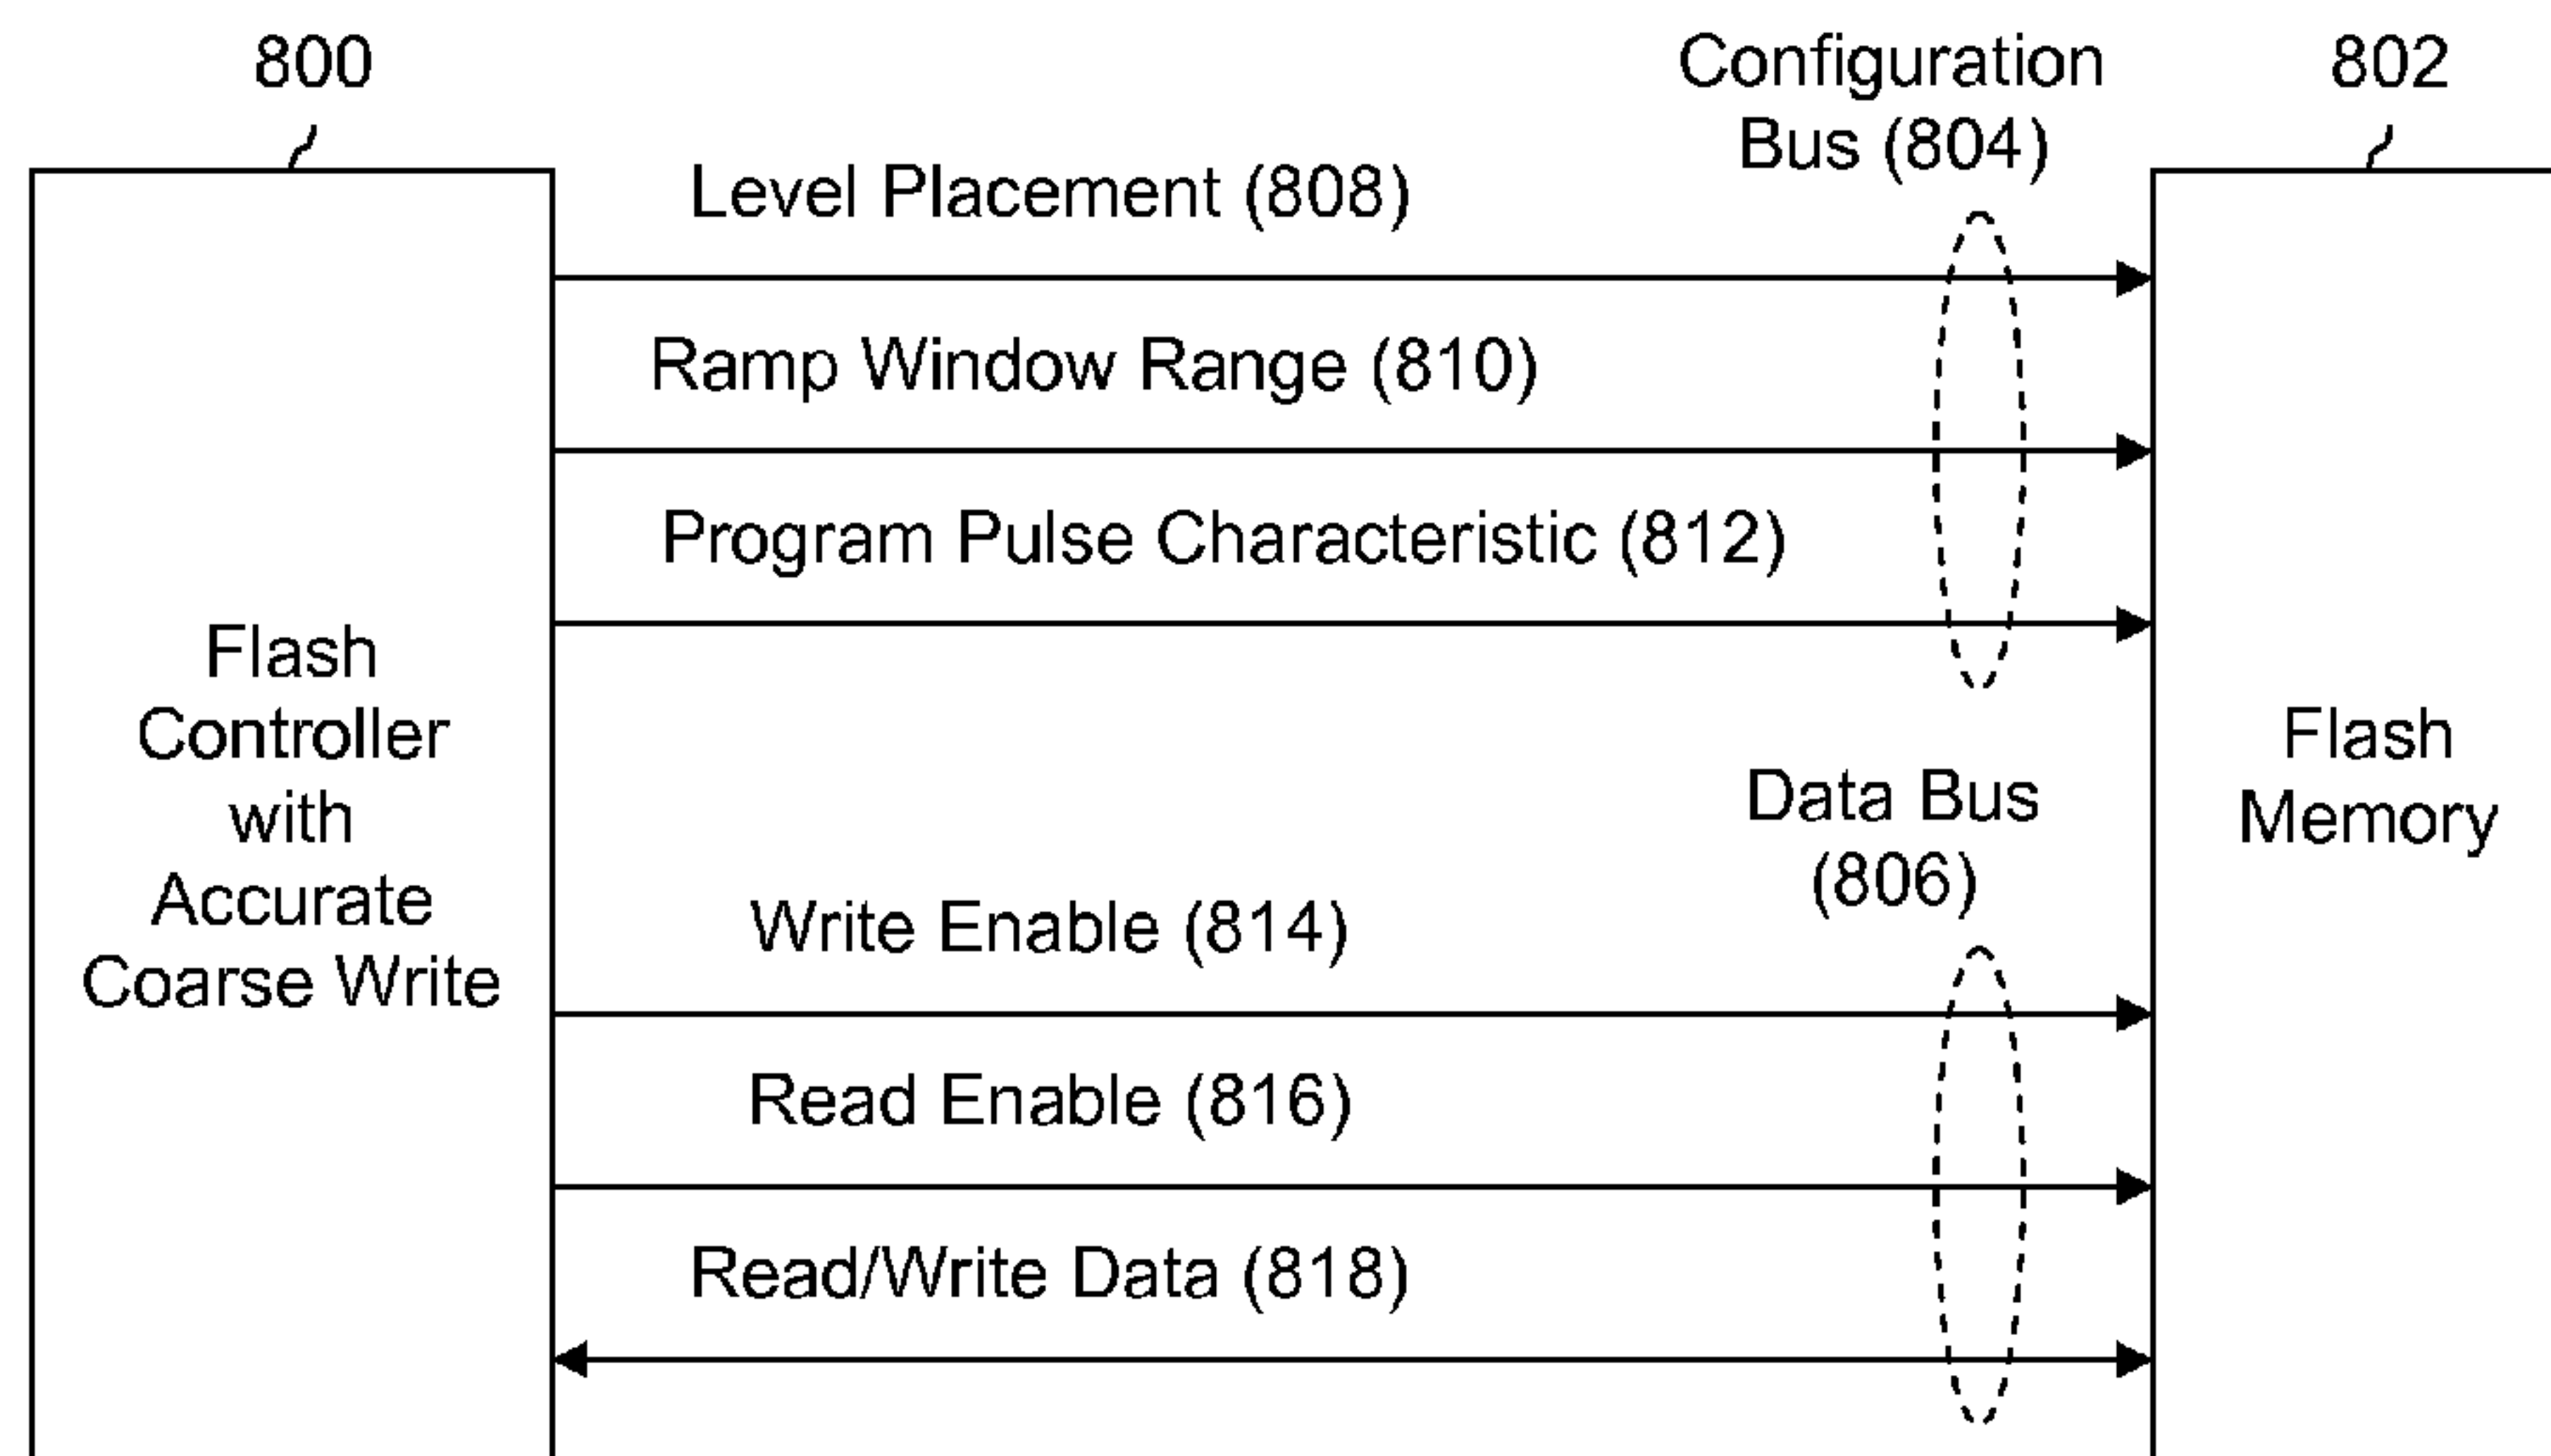 800
Configuration
Bus (804)
802
Level Placement (808)
Ramp Window Range (810)
Program Pulse Characteristic (812)
Flash
Controller
with
Accurate
Coarse Write
Flash
Memory
Data Bus
(806)
Write Enable (814)
Read Enable (816)
Read/Write Data (818)